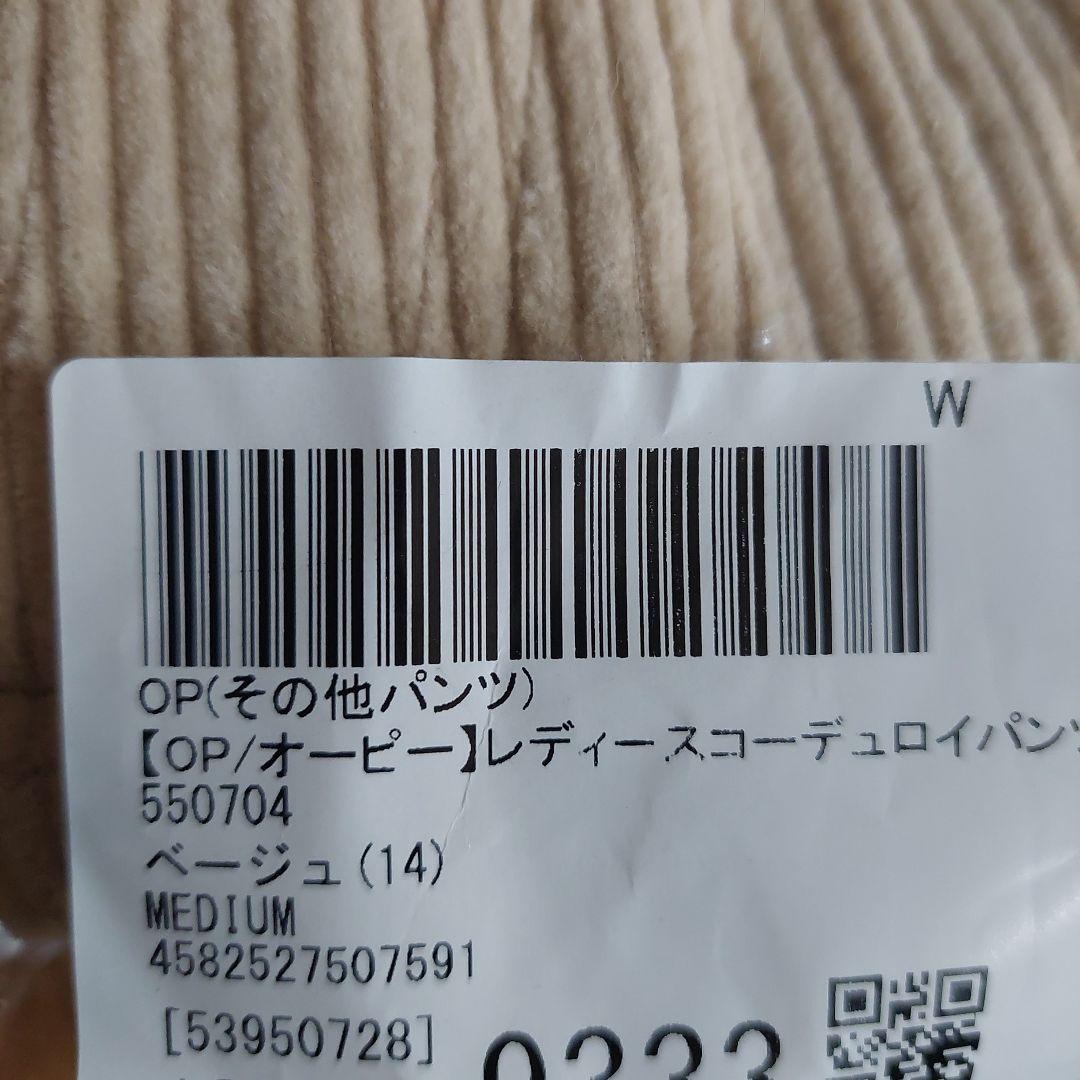 W
OP(その他パンツ)
【OP/オーピー】レディースコーデュロイパンツ
550704
ベージュ(14)
MEDIUM
4582527507591
[53950728]